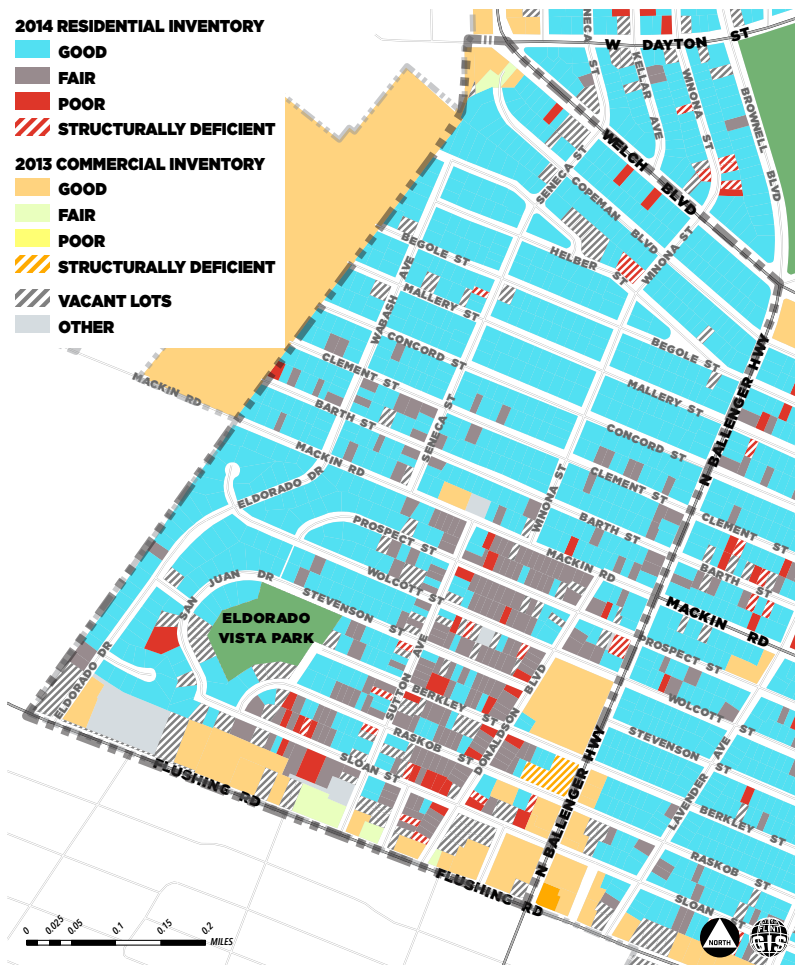 2014 RESIDENTIAL INVENTORY
GOOD
FAIR
POOR
STRUCTURALLY DEFICIENT
2013 COMMERCIAL INVENTORY
GOOD
FAIR
POOR
STRUCTURALLY DEFICIENT
VACANT LOTS
OTHER
W DAYTON ST
SENECA ST
KELLAR AVE
WINONA ST
BROWNELL BLVD
WELCH BLVD
SENECA ST
COPEMAN BLVD
WINONA ST
HELBER ST
BEGOLE ST
WABASH AVE
MALLERY ST
CONCORD ST
CLEMENT ST
BARTH ST
MACKIN RD
MACKIN RD
SENECA ST
WINONA ST
BEGOLE ST
MALLERY ST
CONCORD ST
CLEMENT ST
BARTH ST
MACKIN RD
N BALLENGER HWY
CLEMENT ST
BARTH ST
MACKIN RD
PROSPECT ST
WOLCOTT ST
STEVENSON ST
BERKLEY ST
RASKOB ST
SLOAN ST
LAVENDER AVE
ELDORADO DR
PROSPECT ST
WOLCOTT ST
STEVENSON ST
SAN JUAN DR
ELDORADO
VISTA PARK
ELDORADO DR
SUTTON AVE
BERKLEY ST
RASKOB ST
SLOAN ST
DONALDSON BLVD
N BALLENGER HWY
FLUSHING RD
FLUSHING RD
0 0.025 0.05 0.1 0.15 0.2
MILES
NORTH
FLINT
GIS